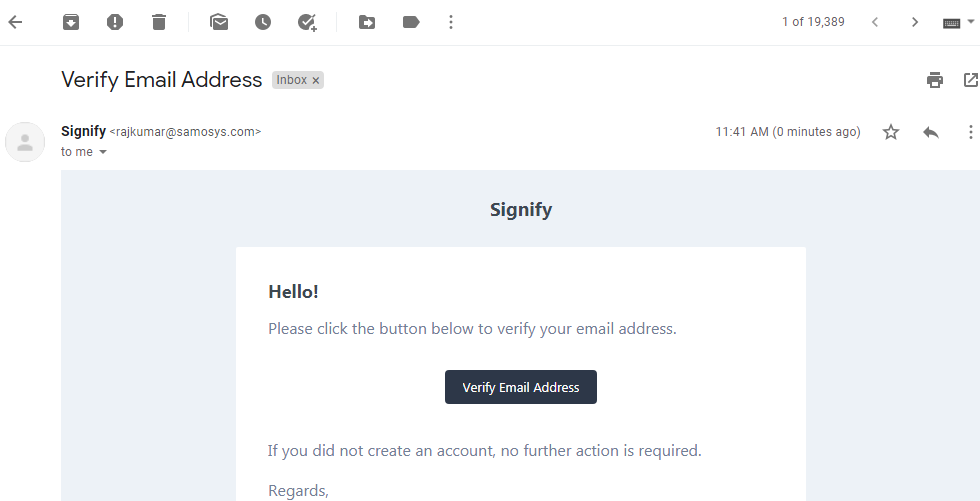 1 of 19,389
Verify Email Address Inbox ×
Signify <rajkumar@samosys.com> 11:41 AM (0 minutes ago)
to me
Signify
Hello!
Please click the button below to verify your email address.
Verify Email Address
If you did not create an account, no further action is required.
Regards,